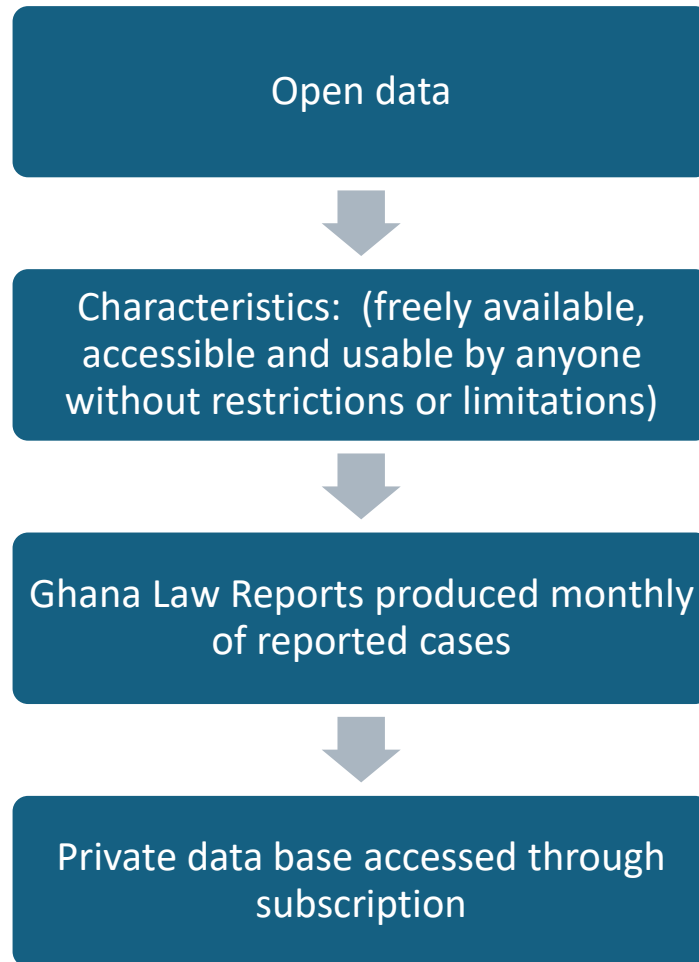 Open data
Characteristics:  (freely available,
accessible and usable by anyone
without restrictions or limitations)
Ghana Law Reports produced monthly
of reported cases
Private data base accessed through
subscription